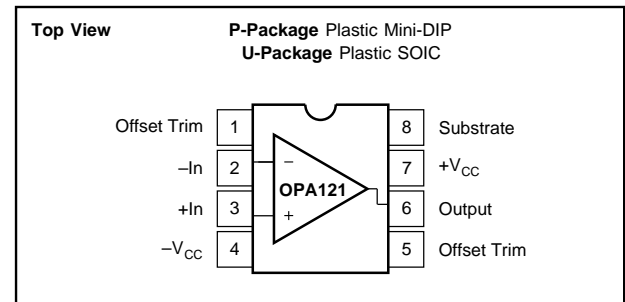 Top View
P-Package Plastic Mini-DIP
U-Package Plastic SOIC
Offset Trim 1 8 Substrate
–In 2 – 7 +VCC
OPA121
+In 3 + 6 Output
–VCC 4 5 Offset Trim